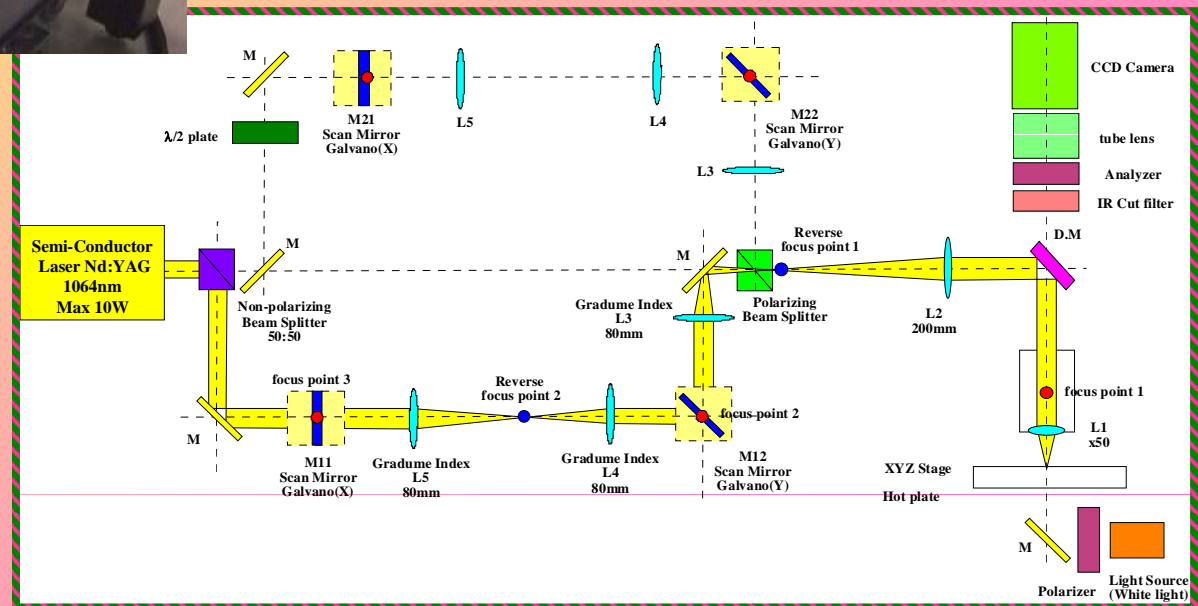 M
M21
Scan Mirror
Galvano(X)
L5
L4
M22
Scan Mirror
Galvano(Y)
CCD Camera
tube lens
Analyzer
IR Cut filter
D.M
λ/2 plate
L3
Semi-Conductor
Laser Nd:YAG
1064nm
Max 10W
M
Non-polarizing
Beam Splitter
50:50
M
Reverse
focus point 1
Polarizing
Beam Splitter
Gradume Index
L3
80mm
L2
200mm
focus point 1
L1
x50
M
focus point 3
M11
Scan Mirror
Galvano(X)
Gradume Index
L5
80mm
Reverse
focus point 2
Gradume Index
L4
80mm
focus point 2
M12
Scan Mirror
Galvano(Y)
XYZ Stage
Hot plate
M
Polarizer
Light Source
(White light)